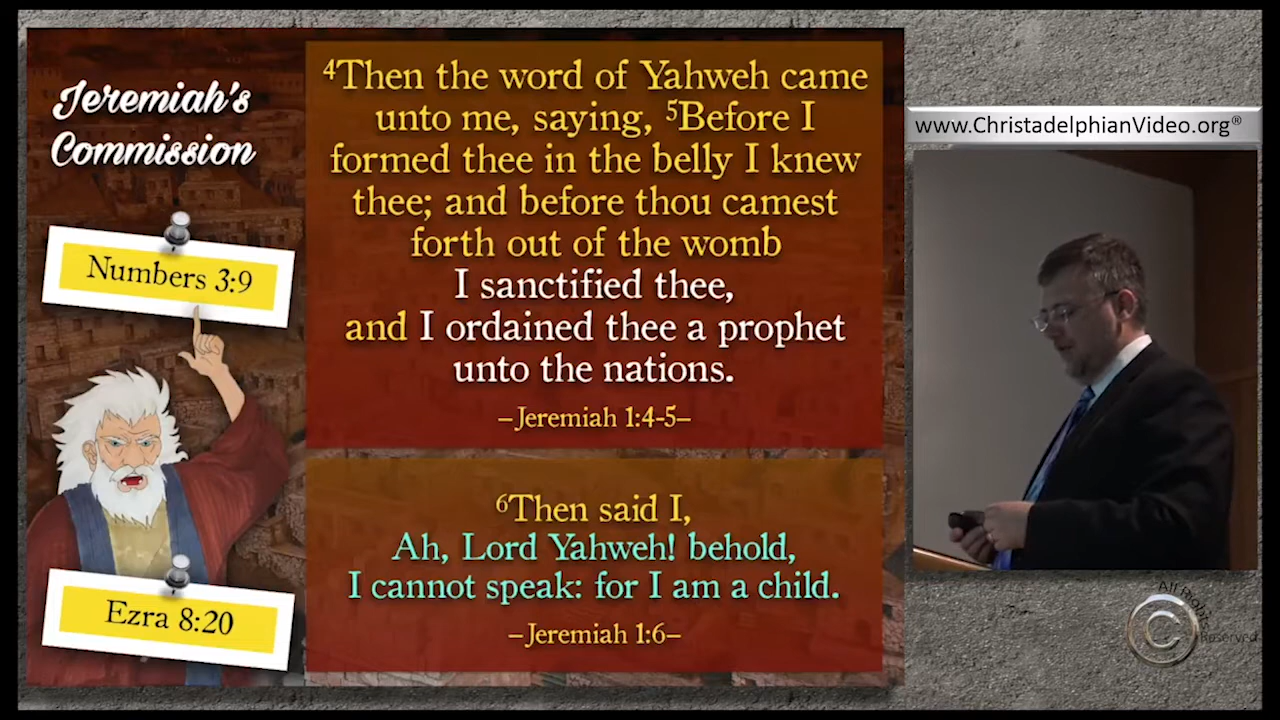 Jeremiah's
Commission
Numbers 3:9
Ezra 8:20
⁴Then the word of Yahweh came
unto me, saying, ⁵Before I
formed thee in the belly I knew
thee; and before thou camest
forth out of the womb
I sanctified thee,
and I ordained thee a prophet
unto the nations.
–Jeremiah 1:4-5–
⁶Then said I,
Ah, Lord Yahweh! behold,
I cannot speak: for I am a child.
–Jeremiah 1:6–
www.ChristadelphianVideo.org®
All
Rights
Reserved
C